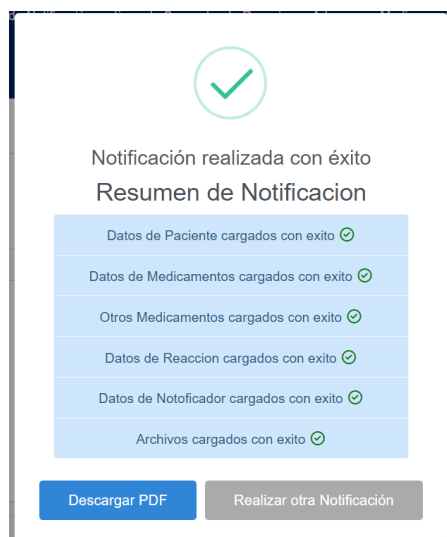 Notificación realizada con éxito
Resumen de Notificacion
Datos de Paciente cargados con exito
Datos de Medicamentos cargados con exito
Otros Medicamentos cargados con exito
Datos de Reaccion cargados con exito
Datos de Notoficador cargados con exito
Archivos cargados con exito
Descargar PDF
Realizar otra Notificación